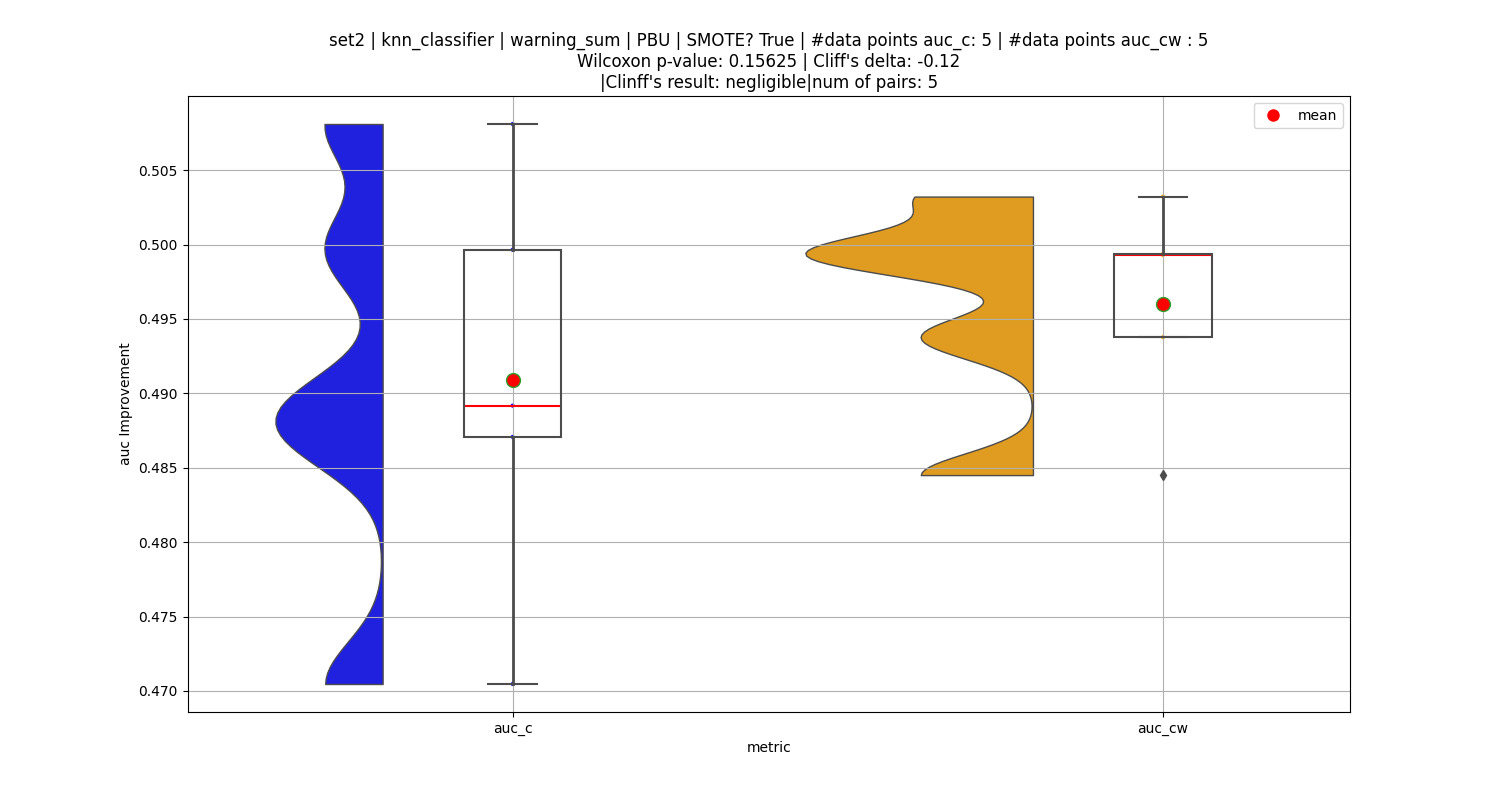 set2 | knn_classifier | warning_sum | PBU | SMOTE? True | #data points auc_c: 5 | #data points auc_cw : 5
Wilcoxon p-value: 0.15625 | Cliff's delta: -0.12
|Clinff's result: negligible|num of pairs: 5
mean
0.505
0.500
0.495
0.490
0.485
0.480
0.475
0.470
auc Improvement
auc_c
auc_cw
metric